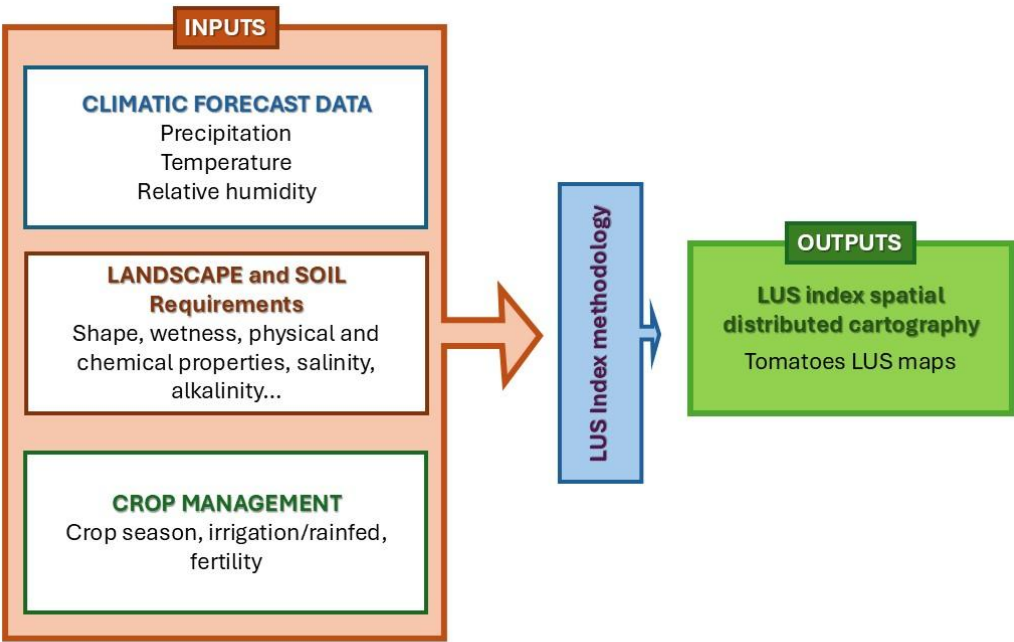 INPUTS
CLIMATIC FORECAST DATA
Precipitation
Temperature
Relative humidity
LANDSCAPE and SOIL
Requirements
Shape, wetness, physical and
chemical properties, salinity,
alkalinity...
CROP MANAGEMENT
Crop season, irrigation/rainfed,
fertility
LUS Index methodology
OUTPUTS
LUS index spatial
distributed cartography
Tomatoes LUS maps